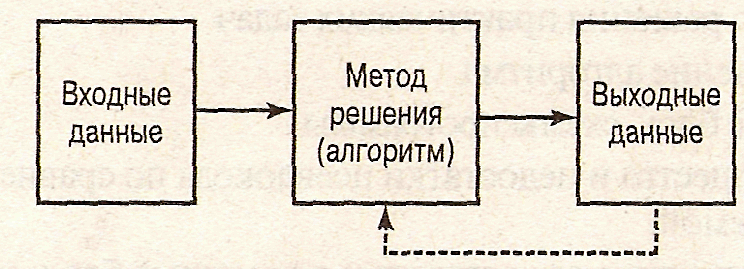 Входные
данные
Метод
решения
(алгоритм)
Выходные
данные